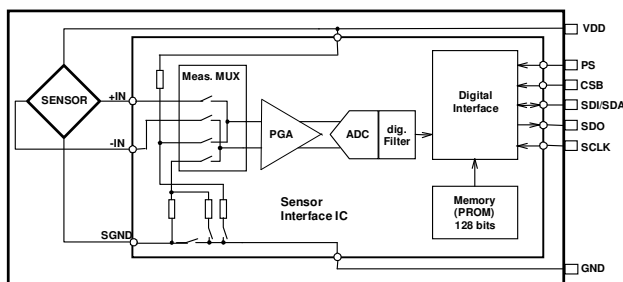 VDD
PS
Meas. MUX
CSB
SENSOR
+IN
Digital
Interface
SDI/SDA
PGA
ADC
dig.
Filter
SDO
-IN
SCLK
Sensor
Interface IC
Memory
(PROM)
128 bits
SGND
GND